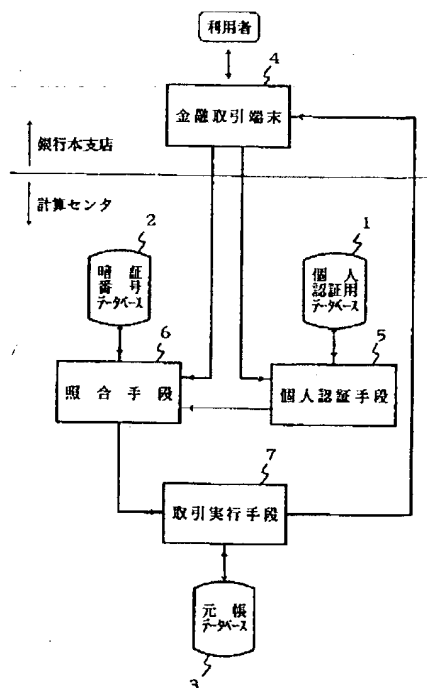 利用者
4
金融取引端末
銀行本支店
計算センタ
2
暗証
番号
データベース
1
個人
認証用
データベース
6
照合手段
5
個人認証手段
7
取引実行手段
元帳
データベース
3